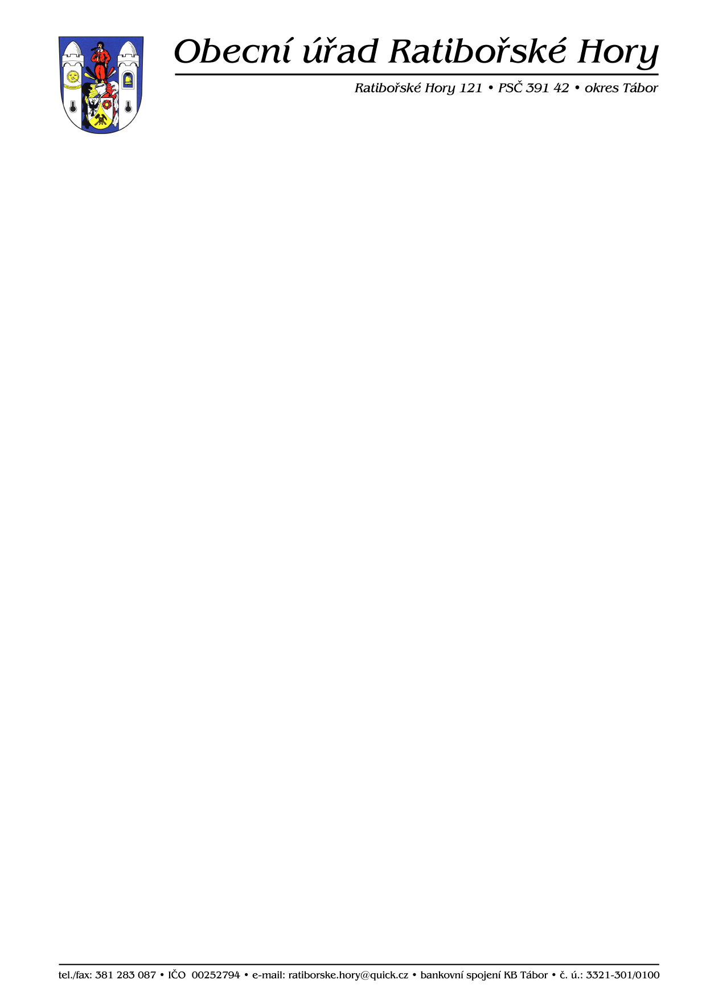 Obecní úřad Ratibořské Hory
Ratibořské Hory 121 • PSČ 391 42 • okres Tábor
tel./fax: 381 283 087 • IČO 00252794 • e-mail: ratiborske.hory@quick.cz • bankovní spojení KB Tábor • č. ú.: 3321-301/0100